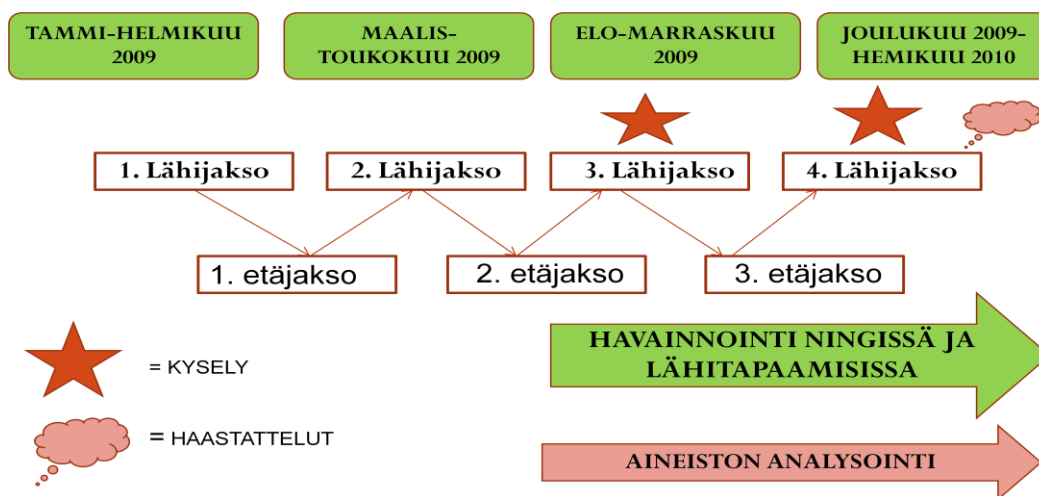 TAMMI-HELMIKUU
2009
MAALIS-
TOUKOKUU 2009
ELO-MARRASKUU
2009
JOULUKUU 2009-
HEMIKUU 2010
1. Lähijakso
2. Lähijakso
3. Lähijakso
4. Lähijakso
1. etäjakso
2. etäjakso
3. etäjakso
HAVAINNOINTI NINGISSÄ JA
LÄHITAPAAMISISSA
= KYSELY
= HAASTATTELUT
AINEISTON ANALYSOINTI